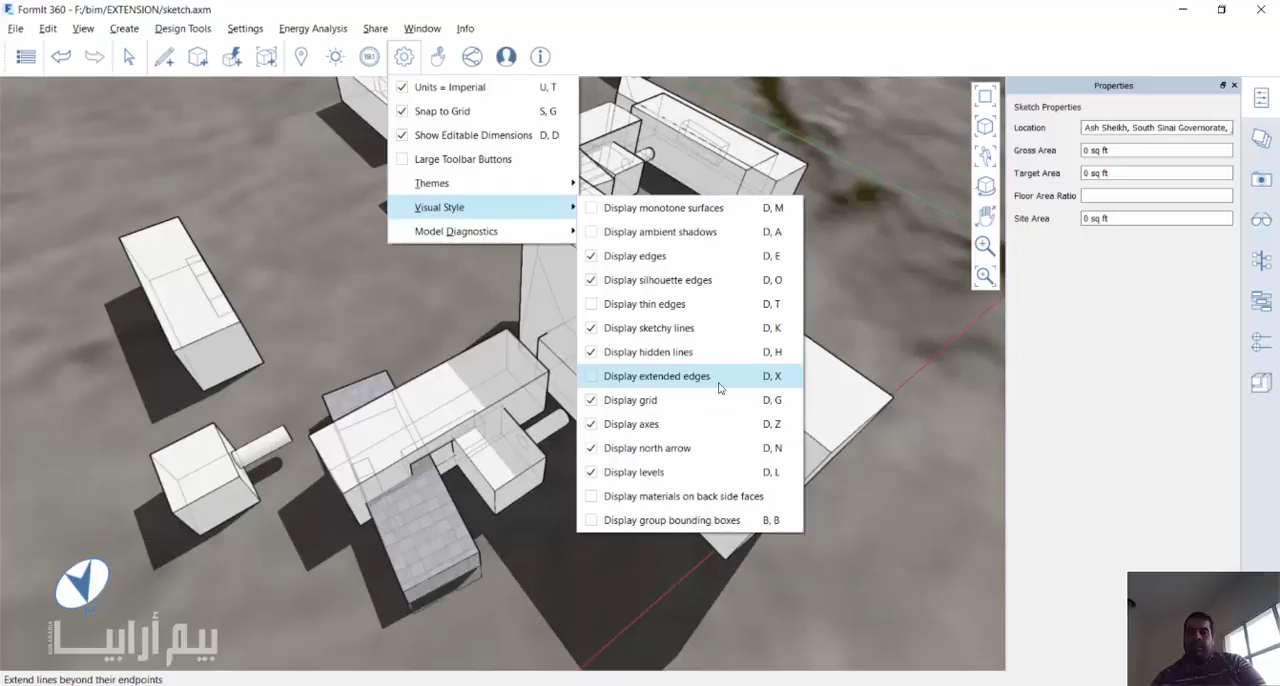 FormIt 360 - F:/bim/EXTENSION/sketch.axm
File Edit View Create Design Tools Settings Energy Analysis Share Window Info
Units = Imperial U, T
Snap to Grid S, G
Show Editable Dimensions D, D
Large Toolbar Buttons
Themes
Visual Style
Model Diagnostics
Display monotone surfaces D, M
Display ambient shadows D, A
Display edges D, E
Display silhouette edges D, O
Display thin edges D, T
Display sketchy lines D, K
Display hidden lines D, H
Display extended edges D, X
Display grid D, G
Display axes D, Z
Display north arrow D, N
Display levels D, L
Display materials on back side faces
Display group bounding boxes B, B
Properties
Sketch Properties
Location Ash Sheikh, South Sinai Governorate,
Gross Area 0 sq ft
Target Area 0 sq ft
Floor Area Ratio
Site Area 0 sq ft
بيم أرابيا
Extend lines beyond their endpoints